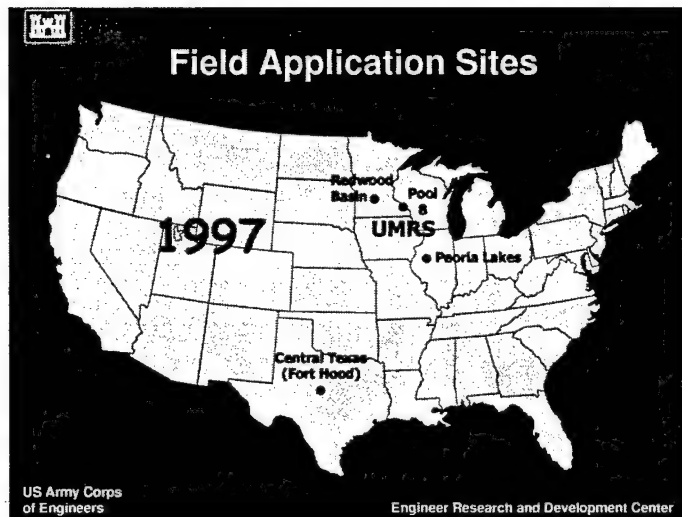 Field Application Sites
Redwood
Basin
Pool
8
UMRS
1997
Peoria Lakes
Central Texas
(Fort Hood)
US Army Corps
of Engineers
Engineer Research and Development Center